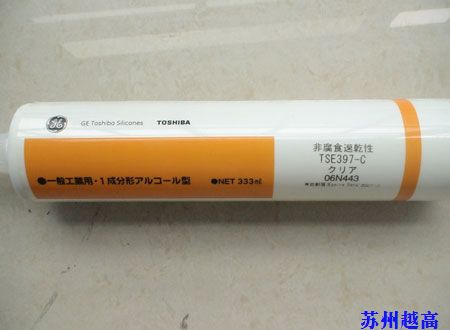 GE Toshiba Silicones TOSHIBA
●一般工業用・1成分形アルコール型 ●NET 333ml
非腐食速乾性
TSE397-C
クリア
06N443
苏州越高